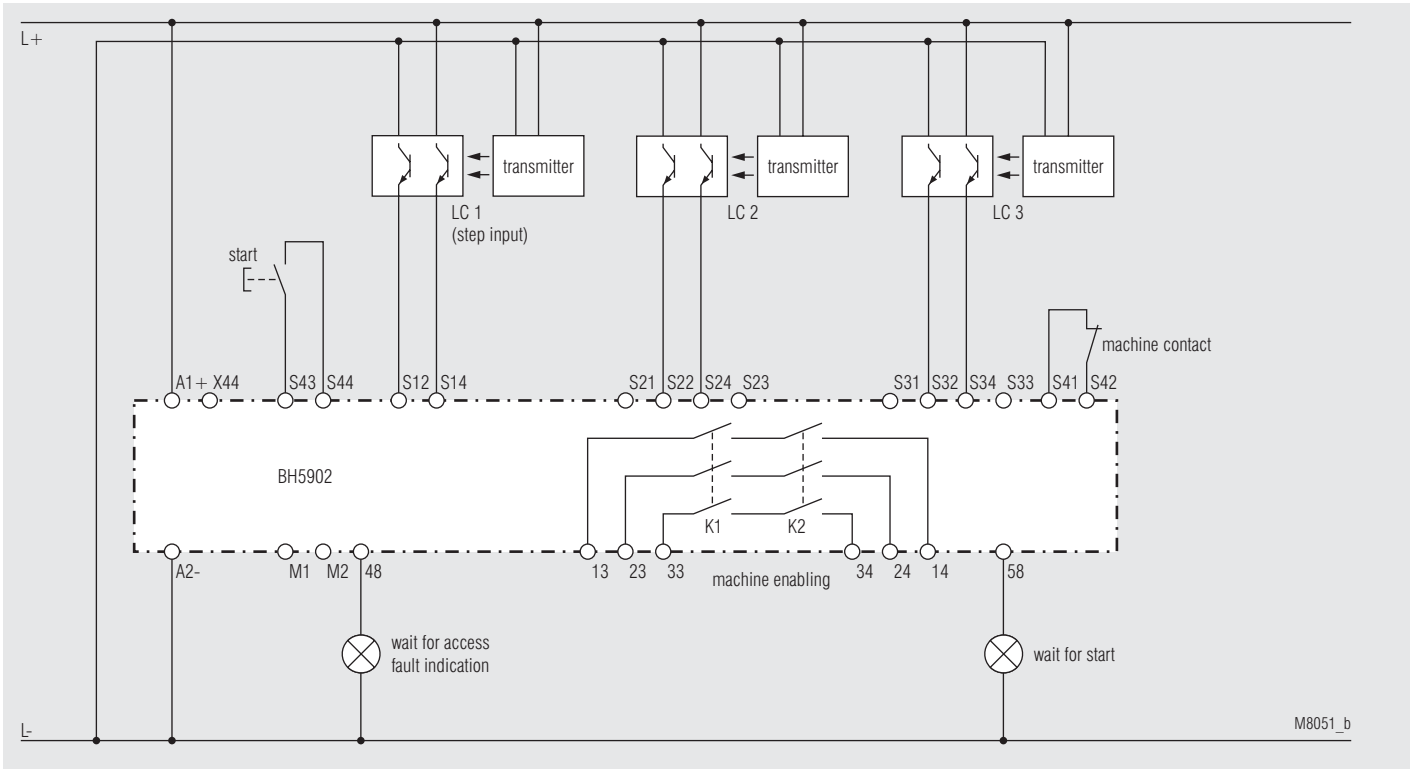 L+
transmitter
transmitter
transmitter
LC 1
(step input)
LC 2
LC 3
start
machine contact
A1+ X44 S43 S44 S12 S14 S21 S22 S24 S23 S31 S32 S34 S33 S41 S42
BH5902
K1 K2
A2- M1 M2 48 13 23 33 machine enabling 34 24 14 58
wait for access
fault indication
wait for start
L-
M8051_b